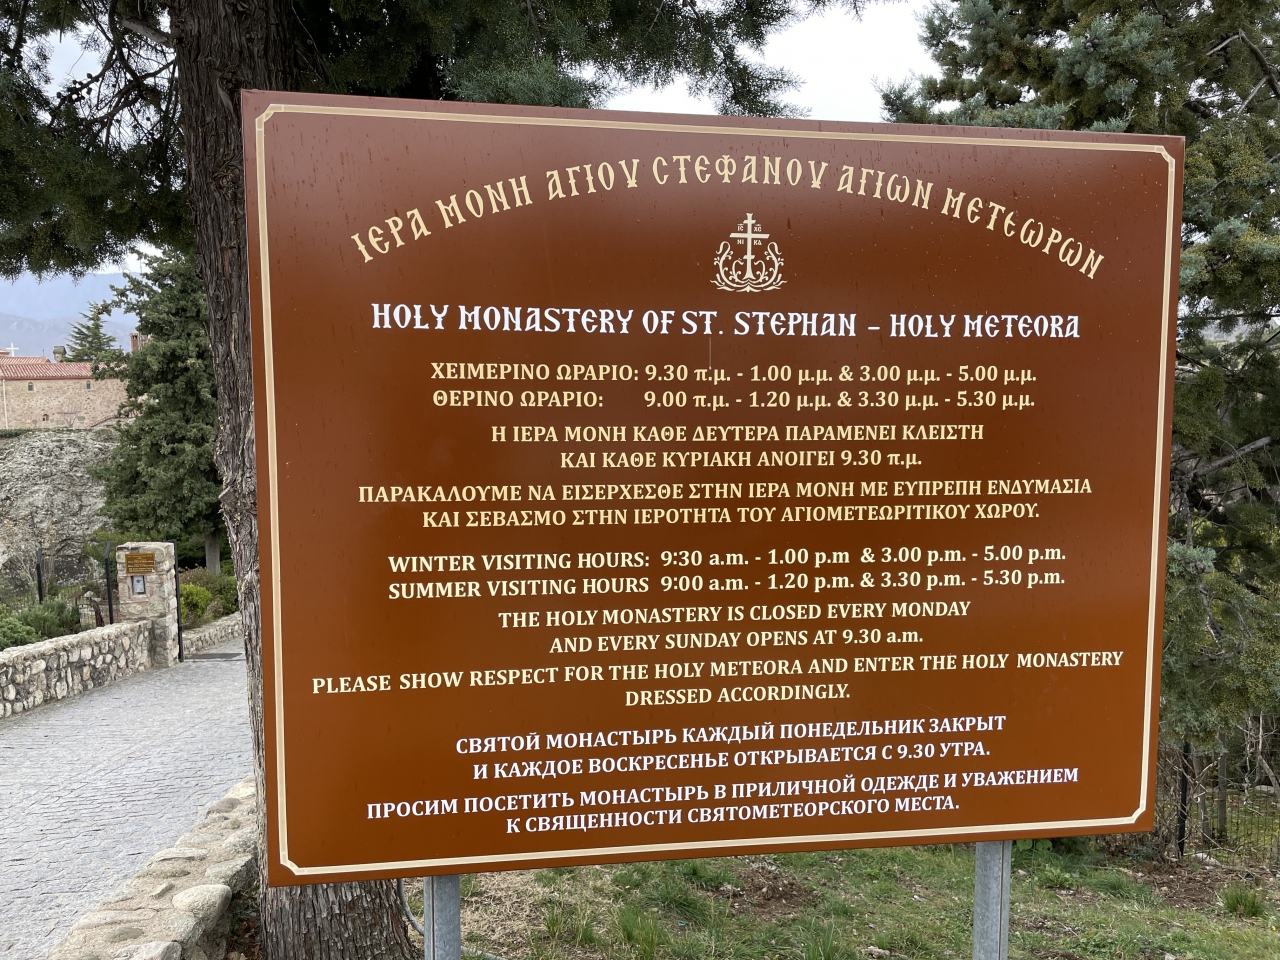 ΙΕΡΑ ΜΟΝΗ ΑΓΙΟΥ ΣΤΕΦΑΝΟΥ ΑΓΙΩΝ ΜΕΤΕΩΡΩΝ
IC XC
ΝΙ ΚΑ
HOLY MONASTERY OF ST. STEPHAN – HOLY METEORA
ΧΕΙΜΕΡΙΝΟ ΩΡΑΡΙΟ: 9.30 π.μ. - 1.00 μ.μ. & 3.00 μ.μ. - 5.00 μ.μ.
ΘΕΡΙΝΟ ΩΡΑΡΙΟ: 9.00 π.μ. - 1.20 μ.μ. & 3.30 μ.μ. - 5.30 μ.μ.
Η ΙΕΡΑ ΜΟΝΗ ΚΑΘΕ ΔΕΥΤΕΡΑ ΠΑΡΑΜΕΝΕΙ ΚΛΕΙΣΤΗ
ΚΑΙ ΚΑΘΕ ΚΥΡΙΑΚΗ ΑΝΟΙΓΕΙ 9.30 π.μ.
ΠΑΡΑΚΑΛΟΥΜΕ ΝΑ ΕΙΣΕΡΧΕΣΘΕ ΣΤΗΝ ΙΕΡΑ ΜΟΝΗ ΜΕ ΕΥΠΡΕΠΗ ΕΝΔΥΜΑΣΙΑ
ΚΑΙ ΣΕΒΑΣΜΟ ΣΤΗΝ ΙΕΡΟΤΗΤΑ ΤΟΥ ΑΓΙΟΜΕΤΕΩΡΙΤΙΚΟΥ ΧΩΡΟΥ.
WINTER VISITING HOURS: 9:30 a.m. - 1.00 p.m & 3.00 p.m. - 5.00 p.m.
SUMMER VISITING HOURS 9:00 a.m. - 1.20 p.m. & 3.30 p.m. - 5.30 p.m.
THE HOLY MONASTERY IS CLOSED EVERY MONDAY
AND EVERY SUNDAY OPENS AT 9.30 a.m.
PLEASE SHOW RESPECT FOR THE HOLY METEORA AND ENTER THE HOLY MONASTERY
DRESSED ACCORDINGLY.
СВЯТОЙ МОНАСТЫРЬ КАЖДЫЙ ПОНЕДЕЛЬНИК ЗАКРЫТ
И КАЖДОЕ ВОСКРЕСЕНЬЕ ОТКРЫВАЕТСЯ С 9.30 УТРА.
ПРОСИМ ПОСЕТИТЬ МОНАСТЫРЬ В ПРИЛИЧНОЙ ОДЕЖДЕ И УВАЖЕНИЕМ
К СВЯЩЕННОСТИ СВЯТОМЕТЕОРСКОГО МЕСТА.